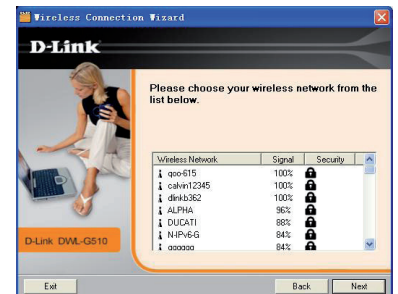 Wireless Connection Wizard
D-Link
Please choose your wireless network from the
list below.
Wireless Network Signal Security
qoo-615 100%
calvin12345 100%
dlinkb362 100%
ALPHA 96%
DUCATI 88%
N-IPv6-G 84%
gggggg 84%
D-Link DWL-G510
Exit Back Next